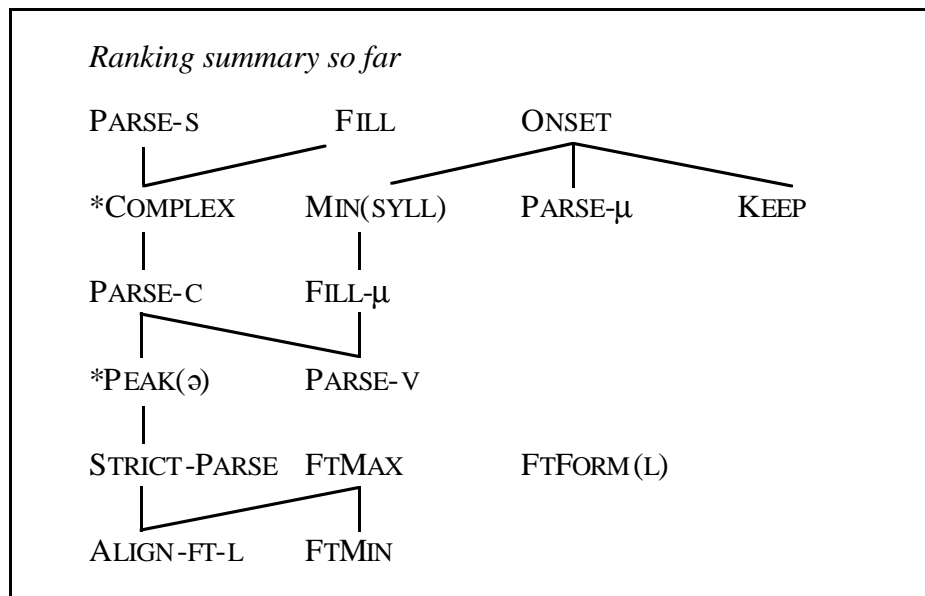 Ranking summary so far
PARSE-S FILL ONSET
*COMPLEX MIN(SYLL) PARSE-μ KEEP
PARSE-C FILL-μ
*PEAK(ə) PARSE-V
STRICT-PARSE FTMAX FTFORM(L)
ALIGN-FT-L FTMIN